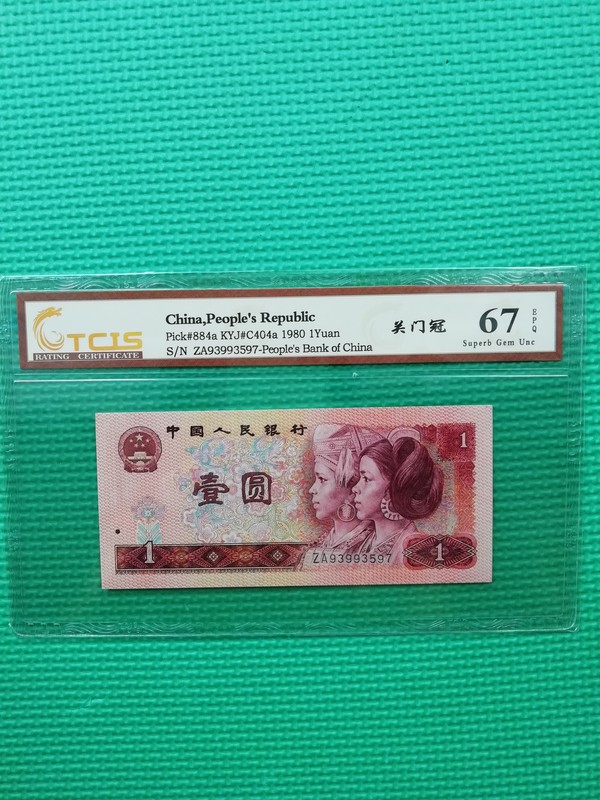 TCIS
RATING CERTIFICATE
China,People's Republic
Pick#884a KYJ#C404a 1980 1Yuan
S/N ZA93993597-People's Bank of China
关门冠
67
EPQ
Superb Gem Unc
中国人民银行
1
壹圆
1
ZA93993597
1